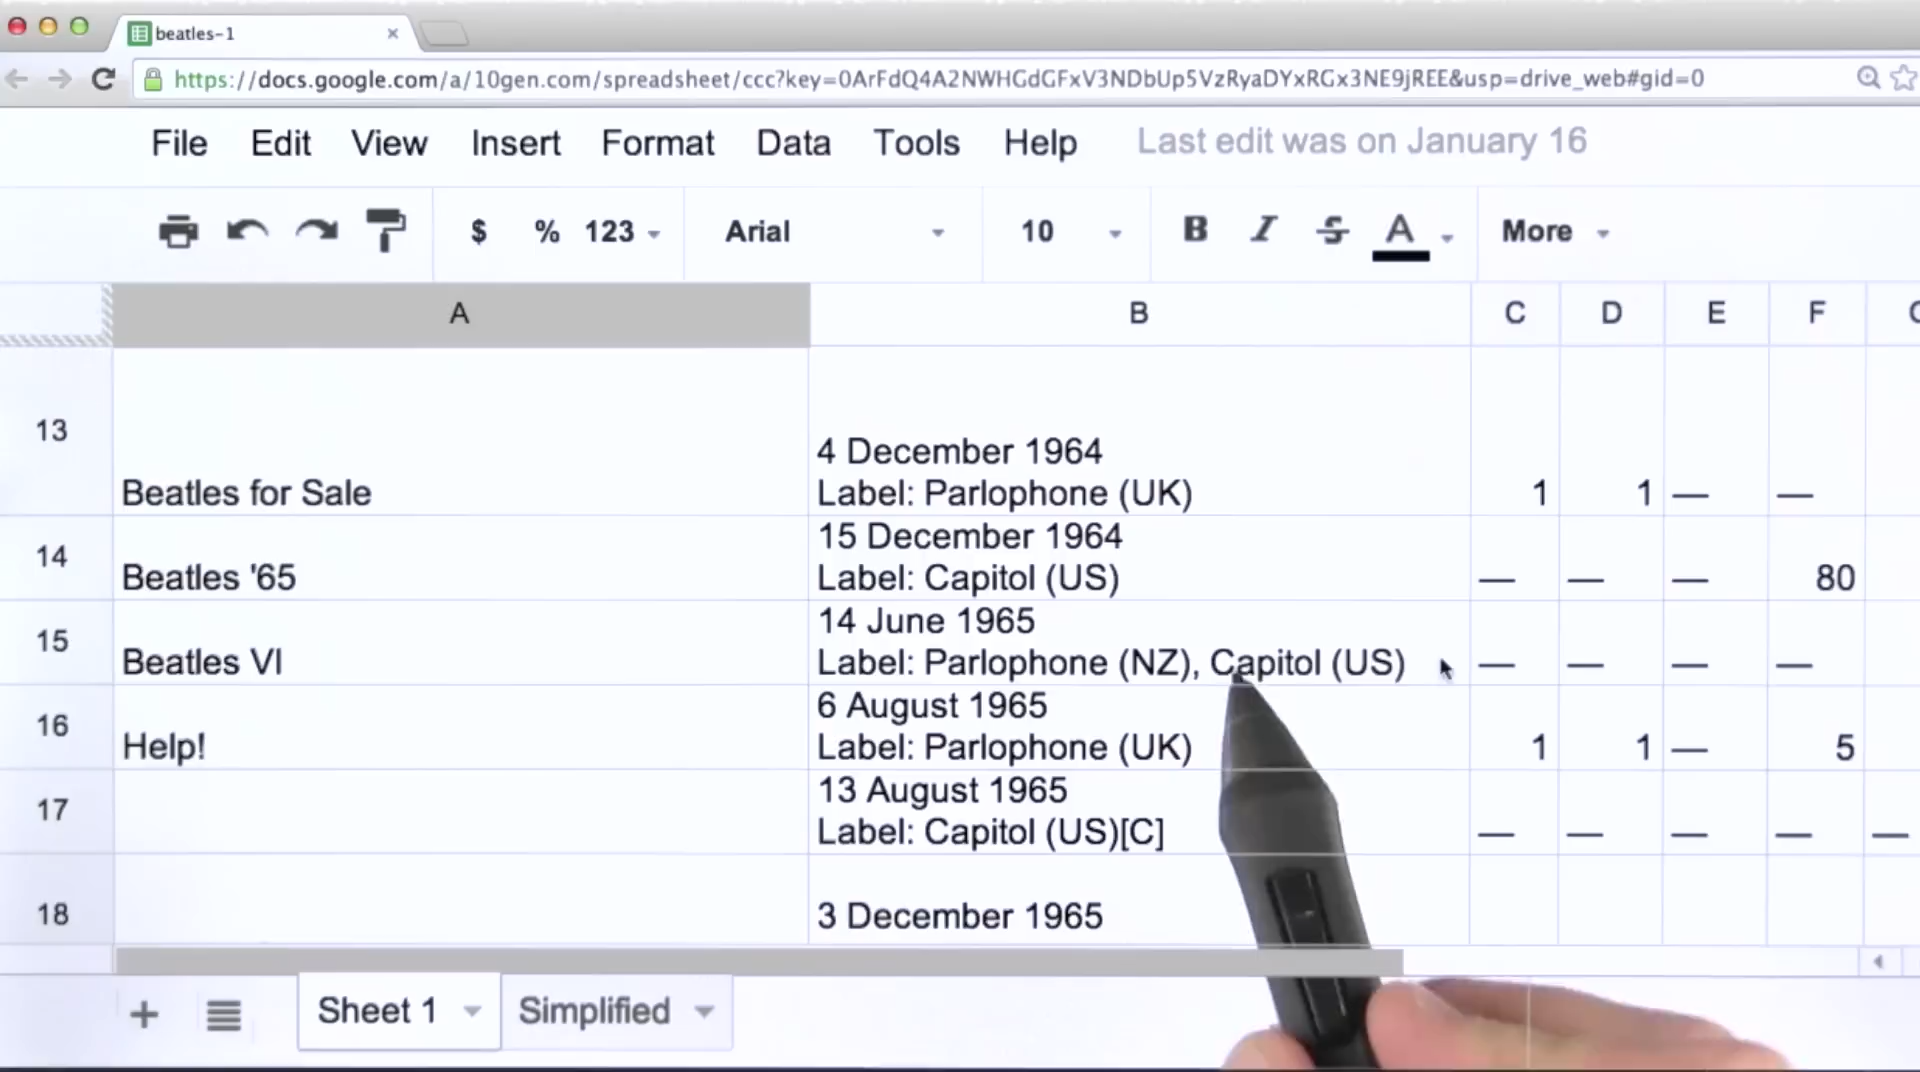 beatles-1
https://docs.google.com/a/10gen.com/spreadsheet/ccc?key=0ArFdQ4A2NWHGdGFxV3NDbUp5VzRyaDYxRGx3NE9jREE&usp=drive_web#gid=0
File Edit View Insert Format Data Tools Help Last edit was on January 16
$ % 123 Arial 10 B I S A More
A B C D E F
13 Beatles for Sale 4 December 1964
Label: Parlophone (UK) 1 1 — —
14 Beatles '65 15 December 1964
Label: Capitol (US) — — — 80
15 Beatles VI 14 June 1965
Label: Parlophone (NZ), Capitol (US) — — — —
16 Help! 6 August 1965
Label: Parlophone (UK) 1 1 — 5
17 13 August 1965
Label: Capitol (US)[C] — — — — —
18 3 December 1965
Sheet 1 Simplified